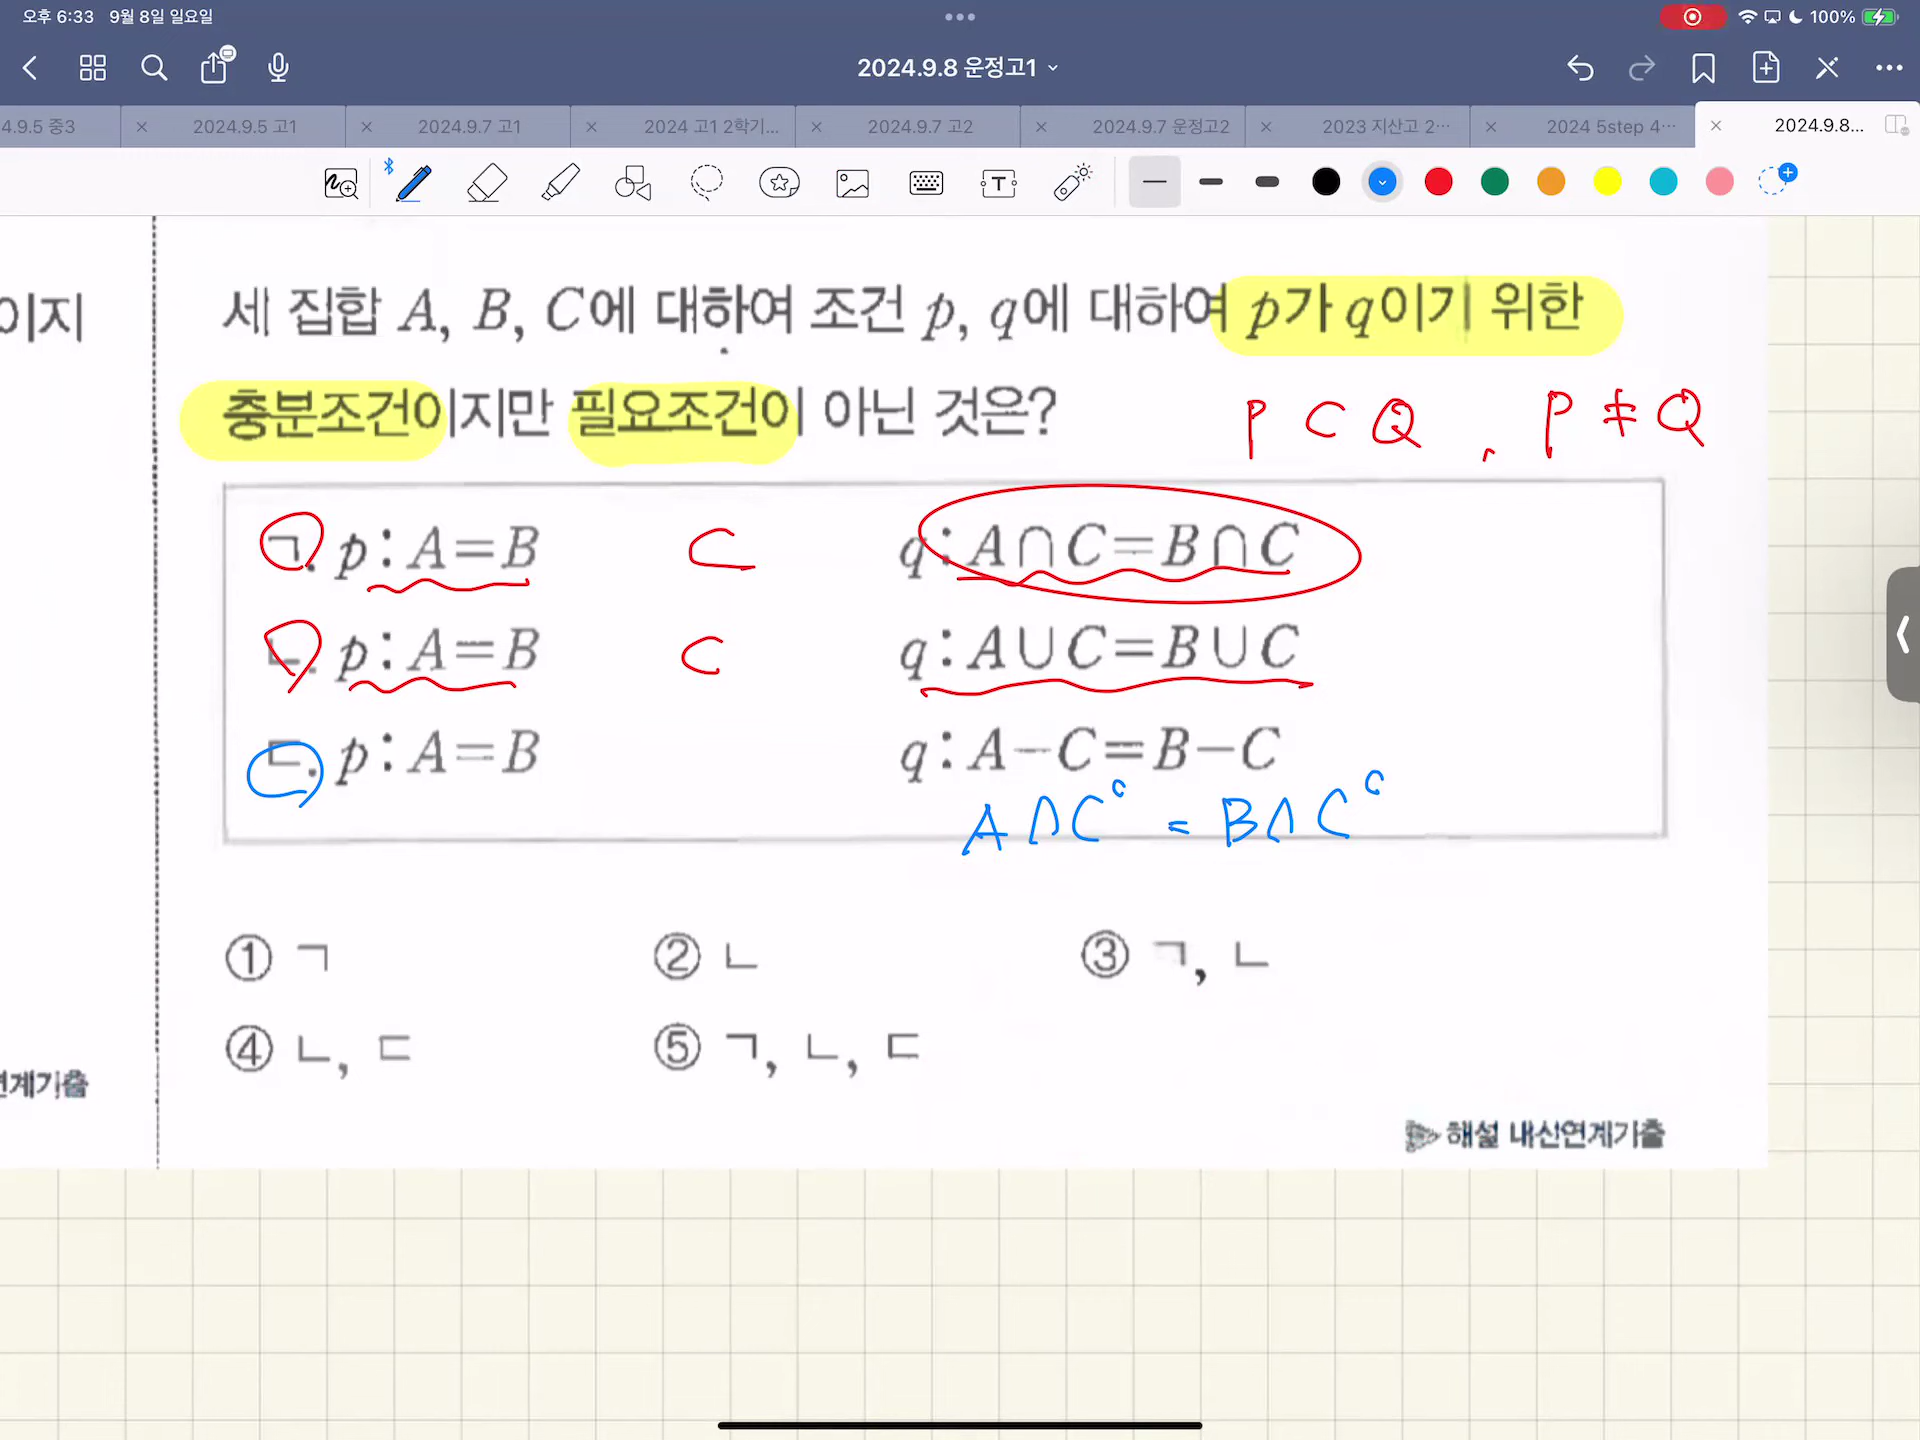 오후 6:33 9월 8일 일요일
100%
2024.9.8 운정고1
4.9.5 중3
2024.9.5 고1
2024.9.7 고1
2024 고1 2학기...
2024.9.7 고2
2024.9.7 운정고2
2023 지산고 2...
2024 5step 4...
2024.9.8...
이지
세 집합 A, B, C에 대하여 조건 p, q에 대하여 p가 q이기 위한
충분조건이지만 필요조건이 아닌 것은?
P ⊂ Q , P ≠ Q
ㄱ. p : A=B ⊂ q : A∩C=B∩C
ㄴ. p : A=B ⊂ q : A∪C=B∪C
ㄷ. p : A=B q : A−C=B−C
A∩Cᶜ = B∩Cᶜ
① ㄱ ② ㄴ ③ ㄱ, ㄴ
④ ㄴ, ㄷ ⑤ ㄱ, ㄴ, ㄷ
연계기출
해설 내신연계기출